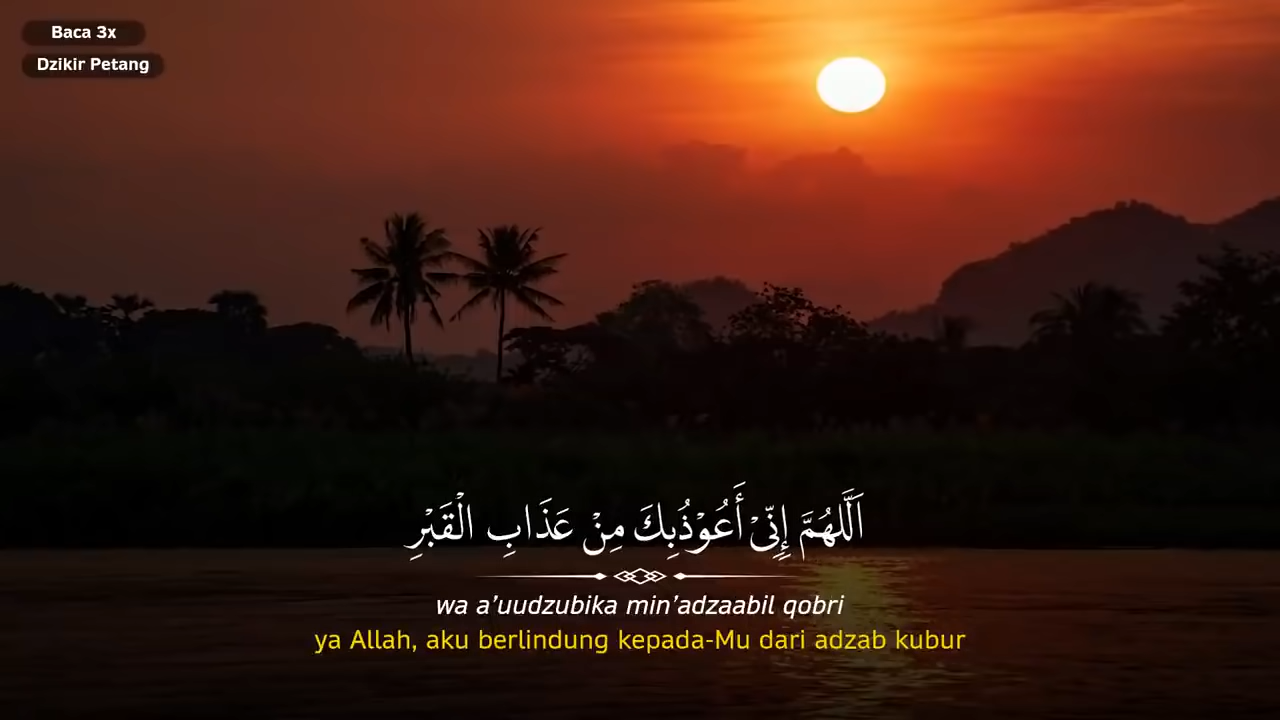 Baca 3x
Dzikir Petang
اَللَّهُمَّ إِنِّىْ أَعُوْذُبِكَ مِنْ عَذَابِ الْقَبْرِ
wa a’uudzubika min’adzaabil qobri
ya Allah, aku berlindung kepada-Mu dari adzab kubur